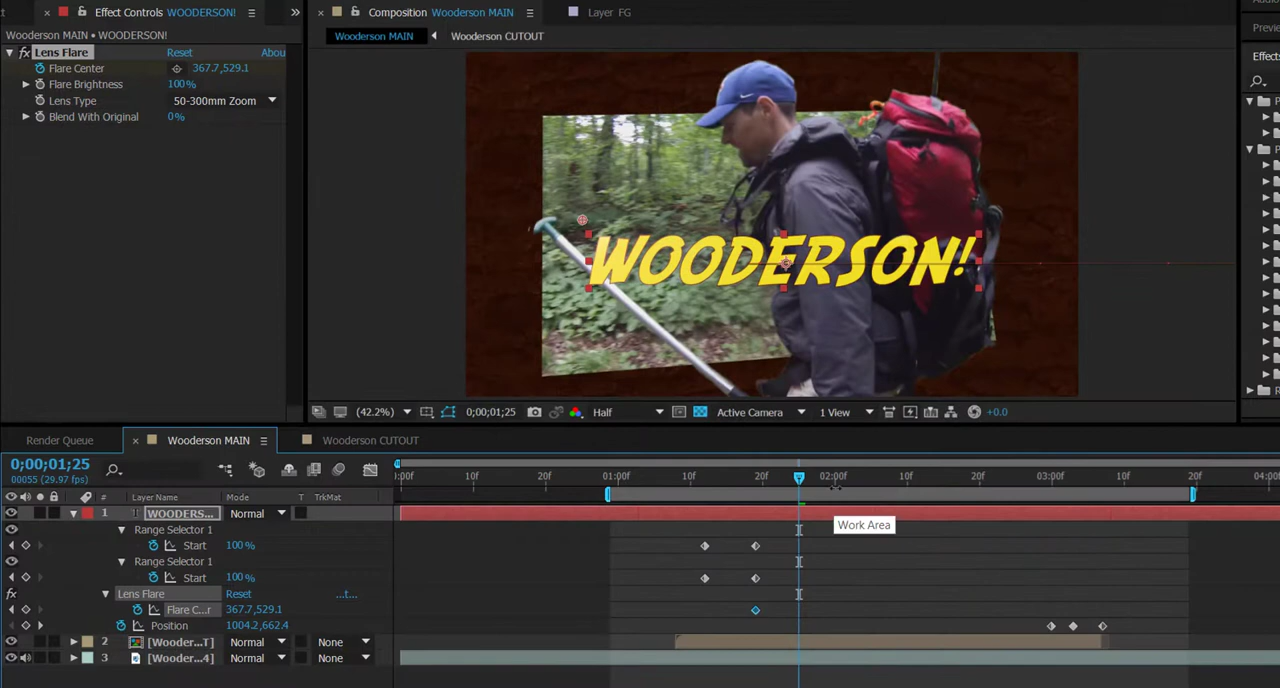 Effect Controls WOODERSON!
Composition Wooderson MAIN
Layer FG
Wooderson MAIN • WOODERSON!
Wooderson MAIN
Wooderson CUTOUT
fx Lens Flare Reset Abou
Flare Center 367.7,529.1
Flare Brightness 100%
Lens Type 50-300mm Zoom
Blend With Original 0%
WOODERSON!
Effects
(42.2%) 0;00;01;25 Half Active Camera 1 View +0.0
Render Queue
Wooderson MAIN
Wooderson CUTOUT
0;00;01;25
00055 (29.97 fps)
:00f 10f 20f 01:00f 10f 20f 02:00f 10f 20f 03:00f 10f 20f 04:00
# Layer Name Mode T TrkMat
1 T WOODERS... Normal
Work Area
Range Selector 1
Start 100%
Range Selector 1
Start 100%
fx Lens Flare Reset ...t...
Flare C...r 367.7,529.1
Position 1004.2,662.4
2 [Wooder...T] Normal None
3 [Wooder...4] Normal None